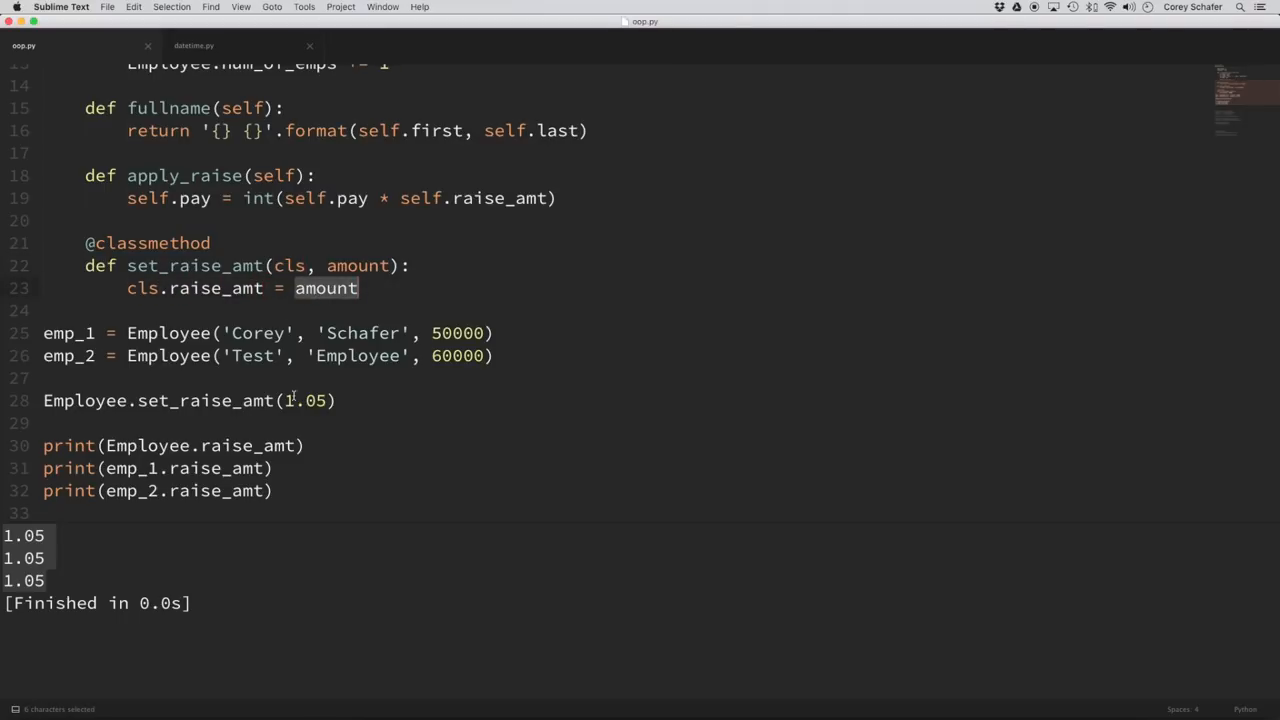 Sublime Text File Edit Selection Find View Goto Tools Project Window Help Corey Schafer
oop.py
oop.py datetime.py
13 Employee.num_of_emps += 1
14
15 def fullname(self):
16 return '{} {}'.format(self.first, self.last)
17
18 def apply_raise(self):
19 self.pay = int(self.pay * self.raise_amt)
20
21 @classmethod
22 def set_raise_amt(cls, amount):
23 cls.raise_amt = amount
24
25 emp_1 = Employee('Corey', 'Schafer', 50000)
26 emp_2 = Employee('Test', 'Employee', 60000)
27
28 Employee.set_raise_amt(1.05)
29
30 print(Employee.raise_amt)
31 print(emp_1.raise_amt)
32 print(emp_2.raise_amt)
33
1.05
1.05
1.05
[Finished in 0.0s]
6 characters selected Spaces: 4 Python